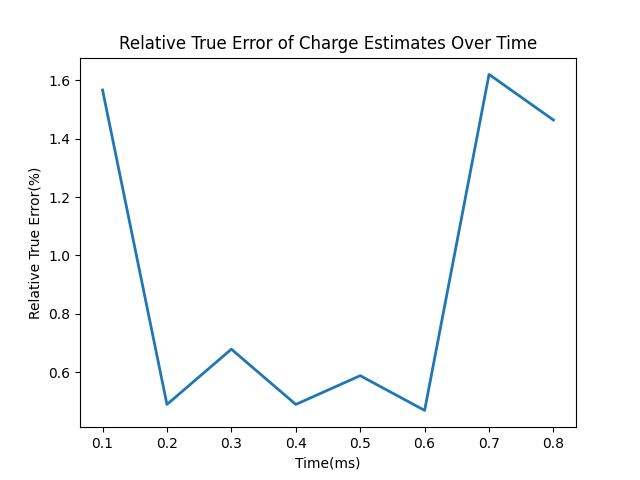 Relative True Error of Charge Estimates Over Time
1.6
1.4
1.2
1.0
0.8
0.6
Relative True Error(%)
0.1 0.2 0.3 0.4 0.5 0.6 0.7 0.8
Time(ms)